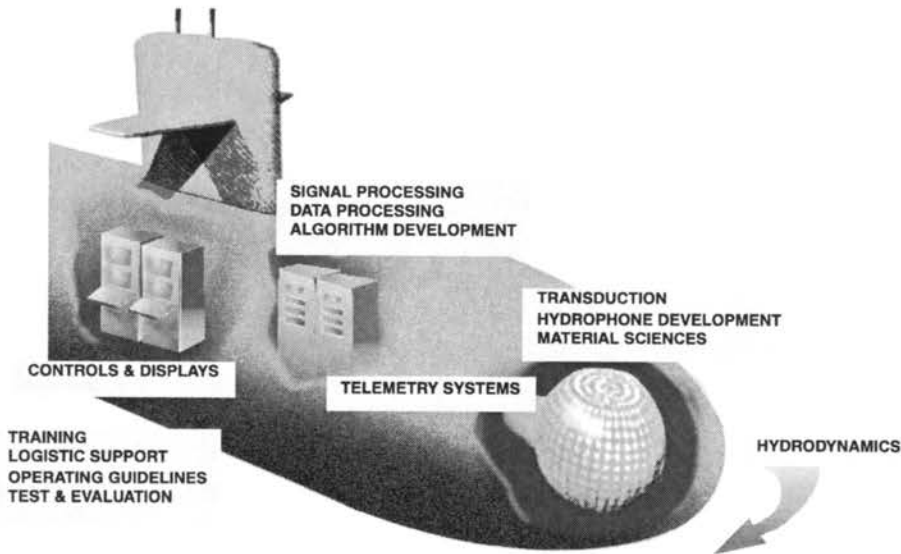 SIGNAL PROCESSING
DATA PROCESSING
ALGORITHM DEVELOPMENT
TRANSDUCTION
HYDROPHONE DEVELOPMENT
MATERIAL SCIENCES
CONTROLS & DISPLAYS
TELEMETRY SYSTEMS
TRAINING
LOGISTIC SUPPORT
OPERATING GUIDELINES
TEST & EVALUATION
HYDRODYNAMICS